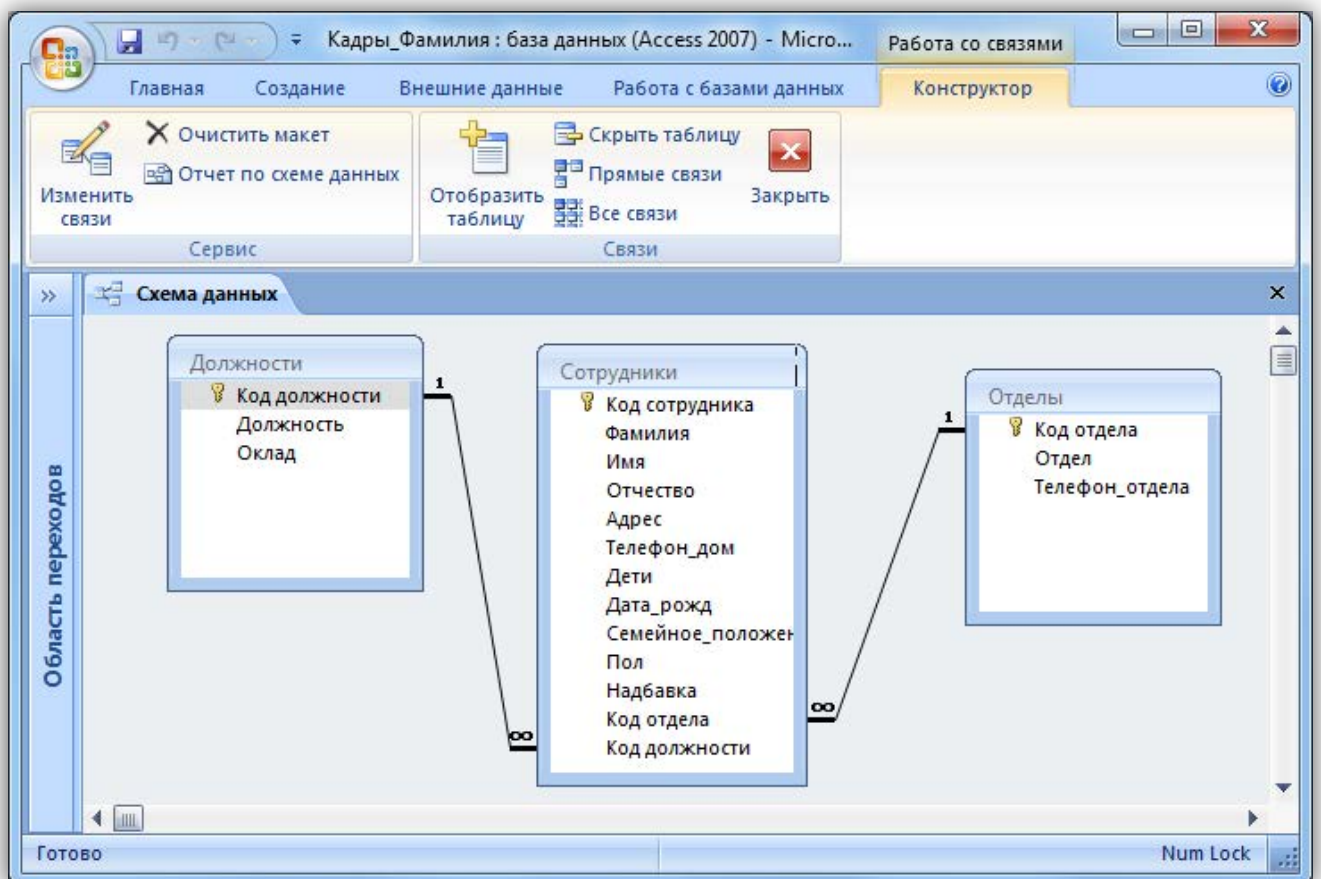 Кадры_Фамилия : база данных (Access 2007) - Micro...
Работа со связями
Главная
Создание
Внешние данные
Работа с базами данных
Конструктор
Изменить связи
Очистить макет
Отчет по схеме данных
Сервис
Отобразить таблицу
Скрыть таблицу
Прямые связи
Все связи
Закрыть
Связи
Схема данных
Область переходов
Должности
Код должности
Должность
Оклад
1
∞
Сотрудники
Код сотрудника
Фамилия
Имя
Отчество
Адрес
Телефон_дом
Дети
Дата_рожд
Семейное_положен
Пол
Надбавка
Код отдела
Код должности
∞
1
Отделы
Код отдела
Отдел
Телефон_отдела
Готово
Num Lock